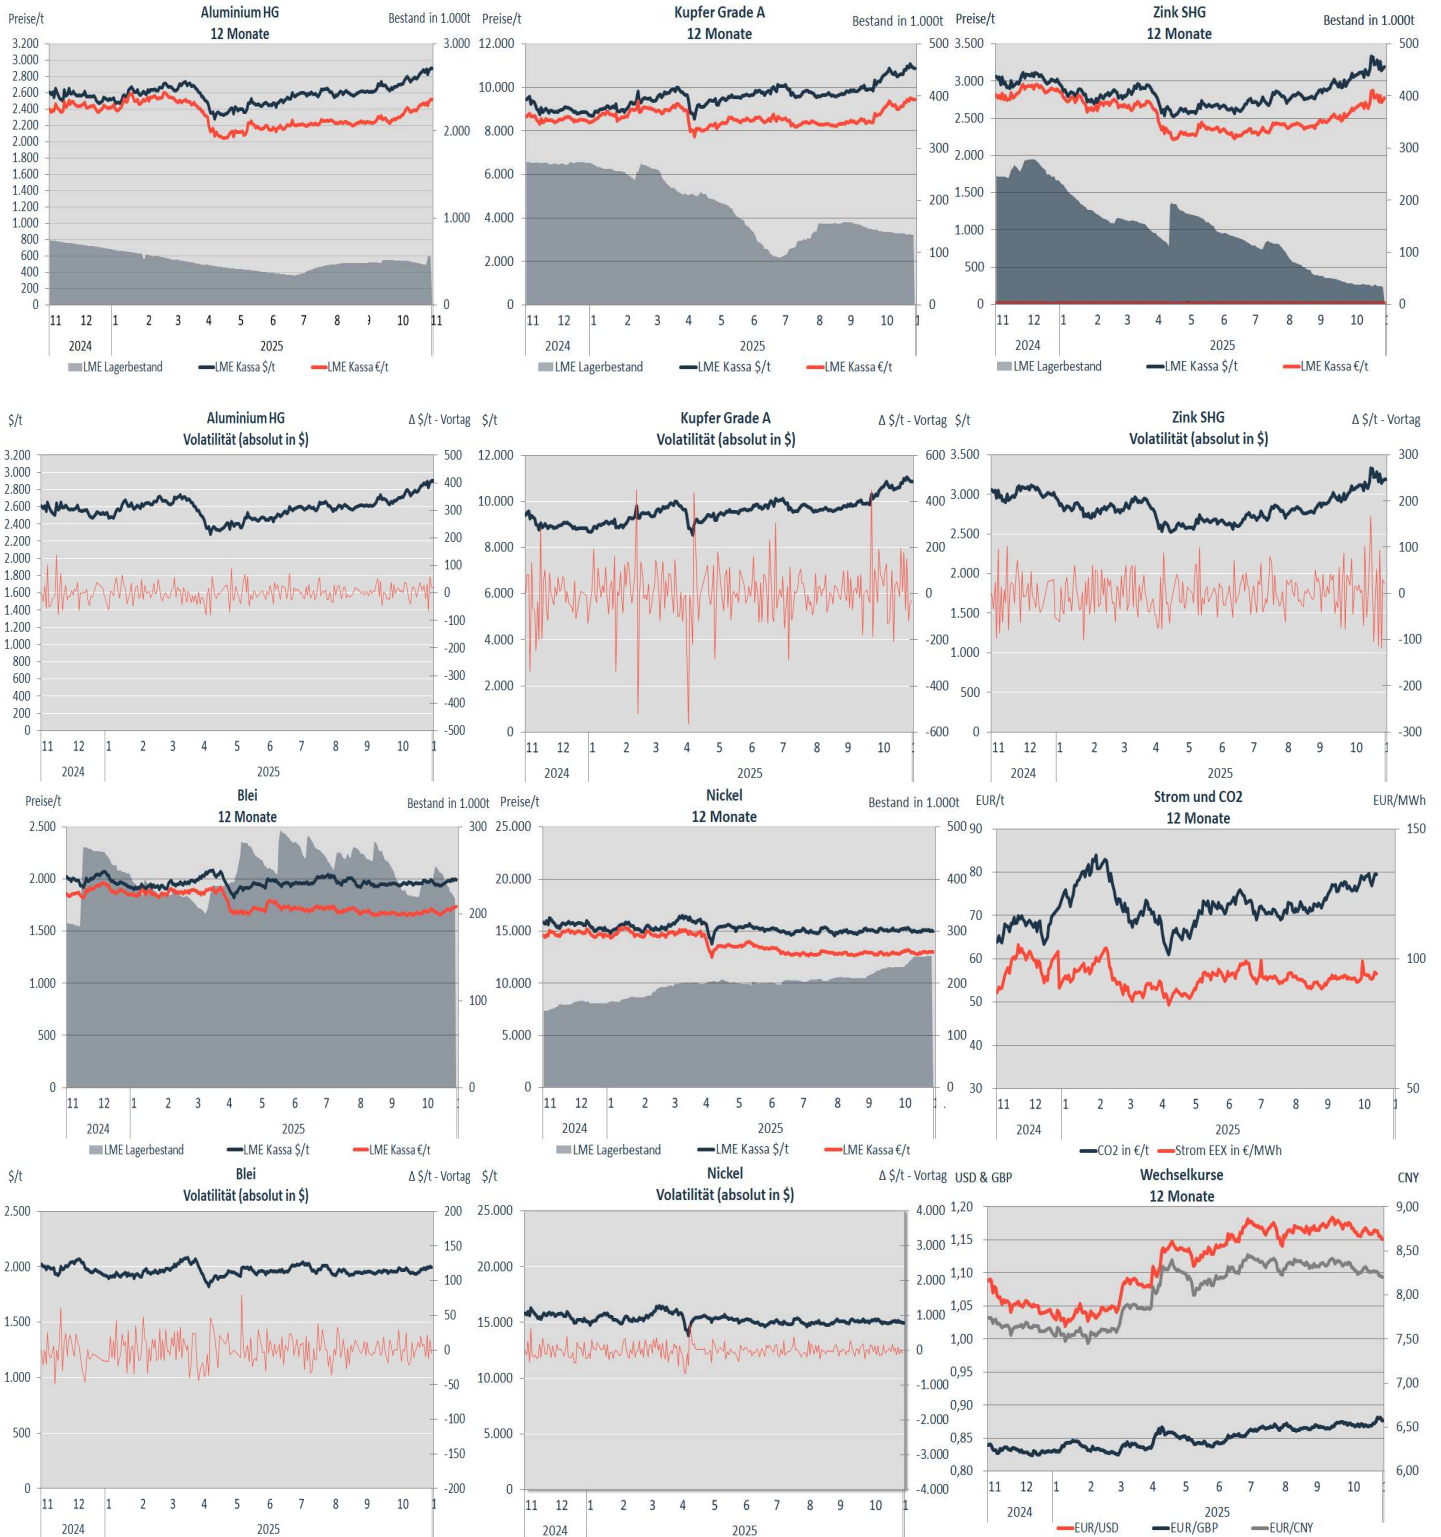 Aluminium HG
12 Monate
Preise/t
Bestand in 1.000t
3.200
3.000
2.800
2.600
2.400
2.200
2.000
1.800
1.600
1.400
1.200
1.000
800
600
400
200
0
3.000
2.000
1.000
0
11 12 1 2 3 4 5 6 7 8 9 10 11
2024 2025
LME Lagerbestand LME Kassa $/t LME Kassa €/t
Kupfer Grade A
12 Monate
Preise/t
Bestand in 1.000t
12.000
10.000
8.000
6.000
4.000
2.000
0
500
400
300
200
100
0
11 12 1 2 3 4 5 6 7 8 9 10 1
2024 2025
LME Lagerbestand LME Kassa $/t LME Kassa €/t
Zink SHG
12 Monate
Preise/t
Bestand in 1.000t
3.500
3.000
2.500
2.000
1.500
1.000
500
0
500
400
300
200
100
0
11 12 1 2 3 4 5 6 7 8 9 10
2024 2025
LME Lagerbestand LME Kassa $/t LME Kassa €/t
Aluminium HG
Volatilität (absolut in $)
$/t
Δ $/t - Vortag
3.200
3.000
2.800
2.600
2.400
2.200
2.000
1.800
1.600
1.400
1.200
1.000
800
600
400
200
0
500
400
300
200
100
0
-100
-200
-300
-400
-500
11 12 1 2 3 4 5 6 7 8 9 10 1
2024 2025
Kupfer Grade A
Volatilität (absolut in $)
$/t
Δ $/t - Vortag
12.000
10.000
8.000
6.000
4.000
2.000
0
600
400
200
0
-200
-400
-600
11 12 1 2 3 4 5 6 7 8 9 10 1
2024 2025
Zink SHG
Volatilität (absolut in $)
$/t
Δ $/t - Vortag
3.500
3.000
2.500
2.000
1.500
1.000
500
0
300
200
100
0
-100
-200
-300
11 12 1 2 3 4 5 6 7 8 9 10 1
2024 2025
Blei
12 Monate
Preise/t
Bestand in 1.000t
2.500
2.000
1.500
1.000
500
0
300
200
100
0
11 12 1 2 3 4 5 6 7 8 9 10
2024 2025
LME Lagerbestand LME Kassa $/t LME Kassa €/t
Nickel
12 Monate
Preise/t
Bestand in 1.000t
25.000
20.000
15.000
10.000
5.000
0
500
400
300
200
100
0
11 12 1 2 3 4 5 6 7 8 9 10
2024 2025
LME Lagerbestand LME Kassa $/t LME Kassa €/t
Strom und CO2
12 Monate
EUR/t
EUR/MWh
90
80
70
60
50
40
30
150
100
50
11 12 1 2 3 4 5 6 7 8 9 10 1
2024 2025
CO2 in €/t Strom EEX in €/MWh
Blei
Volatilität (absolut in $)
$/t
Δ $/t - Vortag
2.500
2.000
1.500
1.000
500
0
200
150
100
50
0
-50
-100
-150
-200
11 12 1 2 3 4 5 6 7 8 9 10 1
2024 2025
Nickel
Volatilität (absolut in $)
$/t
Δ $/t - Vortag
25.000
20.000
15.000
10.000
5.000
0
4.000
3.000
2.000
1.000
0
-1.000
-2.000
-3.000
-4.000
11 12 1 2 3 4 5 6 7 8 9 10 1
2024 2025
Wechselkurse
12 Monate
USD & GBP
CNY
1,20
1,15
1,10
1,05
1,00
0,95
0,90
0,85
0,80
9,00
8,50
8,00
7,50
7,00
6,50
6,00
11 12 1 2 3 4 5 6 7 8 9 10 1
2024 2025
EUR/USD EUR/GBP EUR/CNY